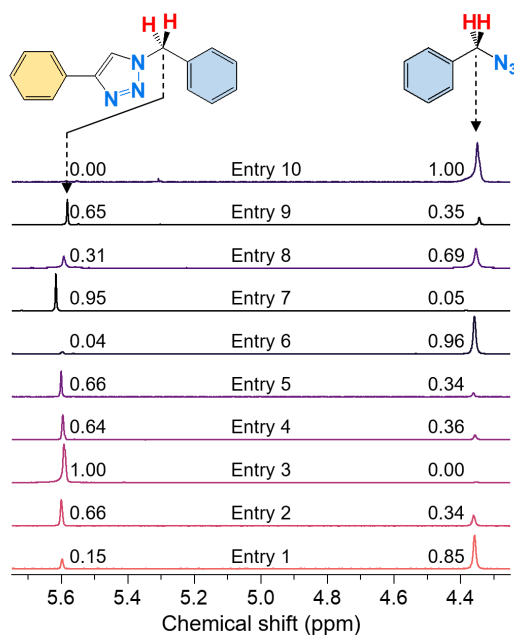 H H HH
N N₃
N N
0.00 Entry 10 1.00
0.65 Entry 9 0.35
0.31 Entry 8 0.69
0.95 Entry 7 0.05
0.04 Entry 6 0.96
0.66 Entry 5 0.34
0.64 Entry 4 0.36
1.00 Entry 3 0.00
0.66 Entry 2 0.34
0.15 Entry 1 0.85
5.6 5.4 5.2 5.0 4.8 4.6 4.4
Chemical shift (ppm)